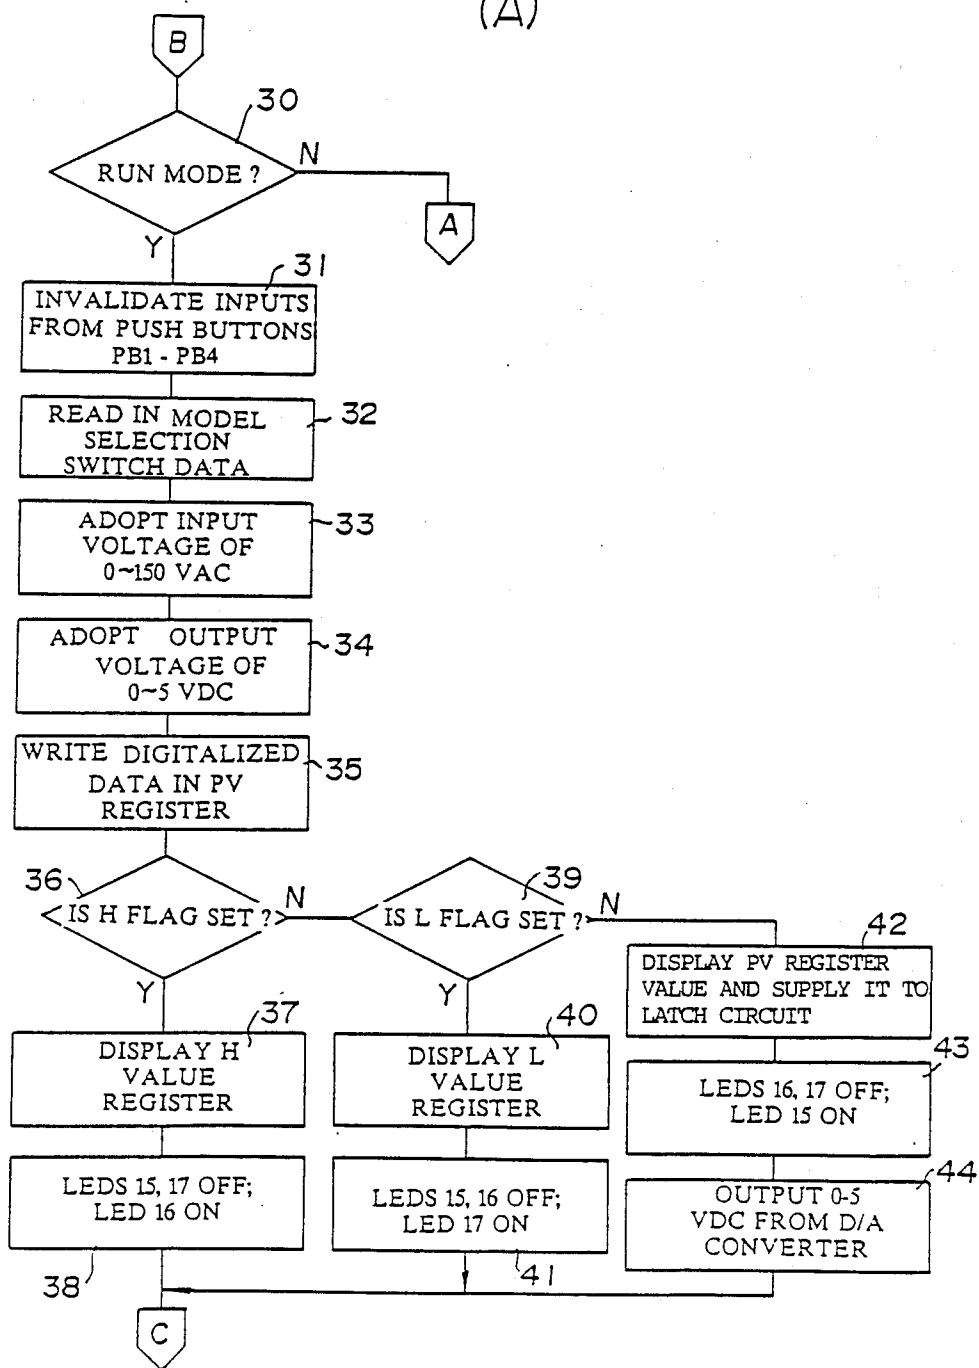 (A)
B
30
RUN MODE ?
N
A
Y
31
INVALIDATE INPUTS
FROM PUSH BUTTONS
PB1 - PB4
READ IN MODEL
SELECTION
SWITCH DATA
32
ADOPT INPUT
VOLTAGE OF
0~150 VAC
33
ADOPT OUTPUT
VOLTAGE OF
0~5 VDC
34
WRITE DIGITALIZED
DATA IN PV
REGISTER
35
36
IS H FLAG SET ?
N
Y
39
IS L FLAG SET ?
N
Y
42
DISPLAY PV REGISTER
VALUE AND SUPPLY IT TO
LATCH CIRCUIT
37
DISPLAY H
VALUE
REGISTER
40
DISPLAY L
VALUE
REGISTER
43
LEDS 16, 17 OFF;
LED 15 ON
LEDS 15, 17 OFF;
LED 16 ON
38
LEDS 15, 16 OFF;
LED 17 ON
41
44
OUTPUT 0-5
VDC FROM D/A
CONVERTER
C